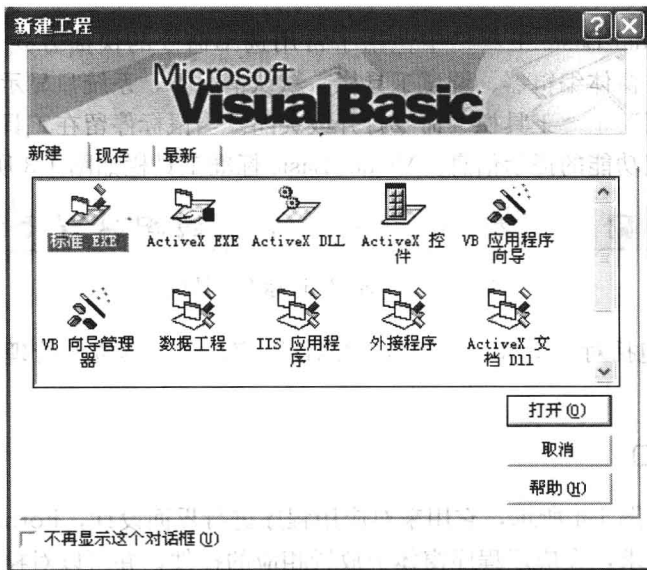 新建工程
Microsoft
Visual Basic
新建 现存 最新
标准 EXE ActiveX EXE ActiveX DLL ActiveX 控件 VB 应用程序向导
VB 向导管理器 数据工程 IIS 应用程序 外接程序 ActiveX 文档 Dll
打开(O)
取消
帮助(H)
不再显示这个对话框(U)